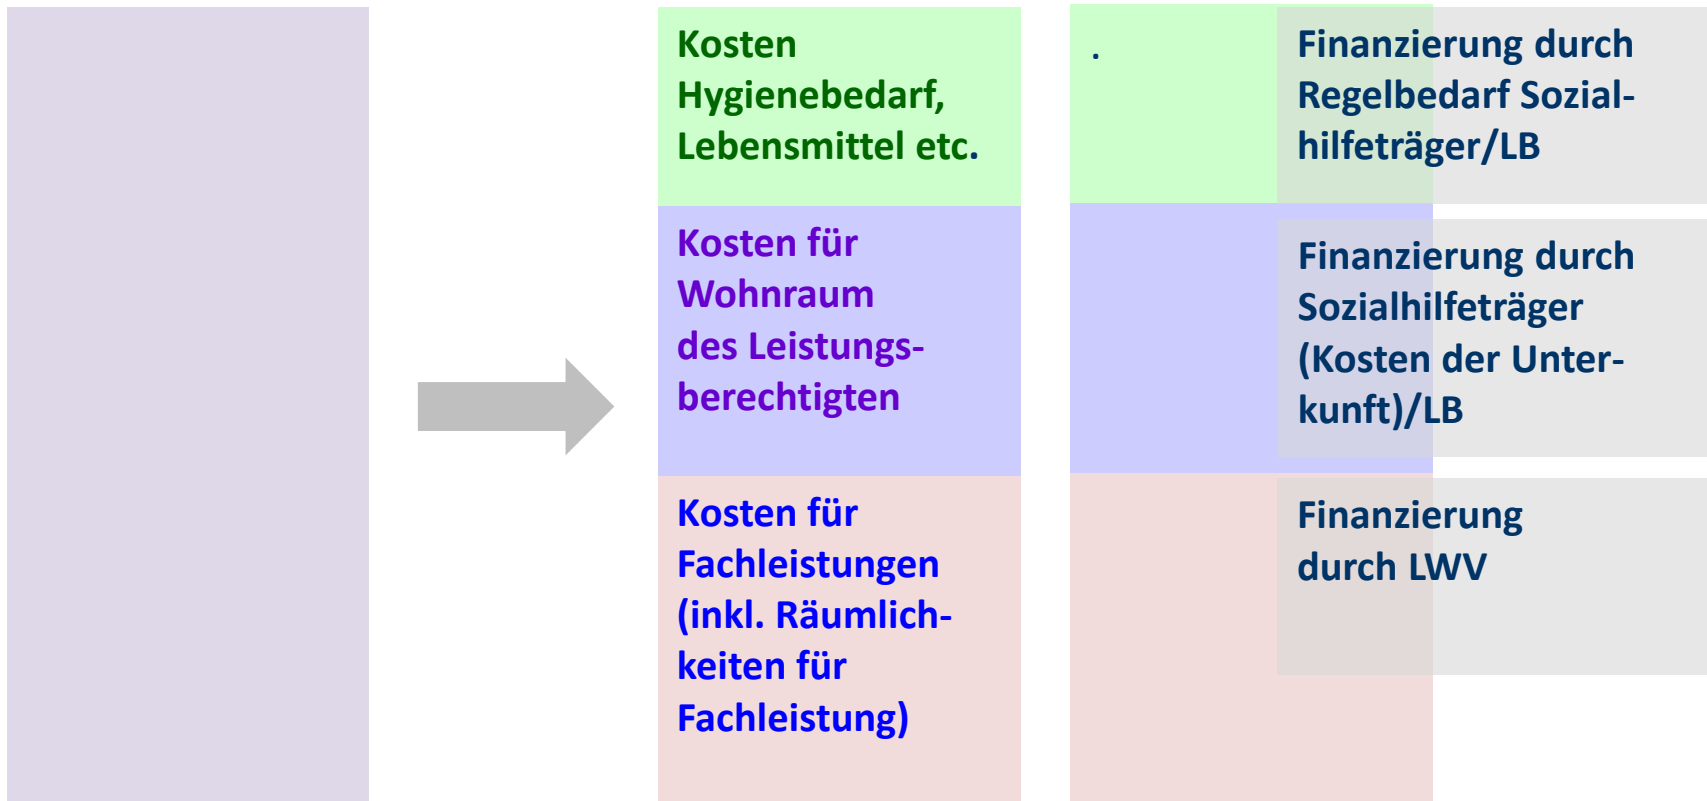 Kosten
Hygienebedarf,
Lebensmittel etc.
.
Finanzierung durch
Regelbedarf Sozial-
hilfeträger/LB
Kosten für
Wohnraum
des Leistungs-
berechtigten
Finanzierung durch
Sozialhilfeträger
(Kosten der Unter-
kunft)/LB
Kosten für
Fachleistungen
(inkl. Räumlich-
keiten für
Fachleistung)
Finanzierung
durch LWV